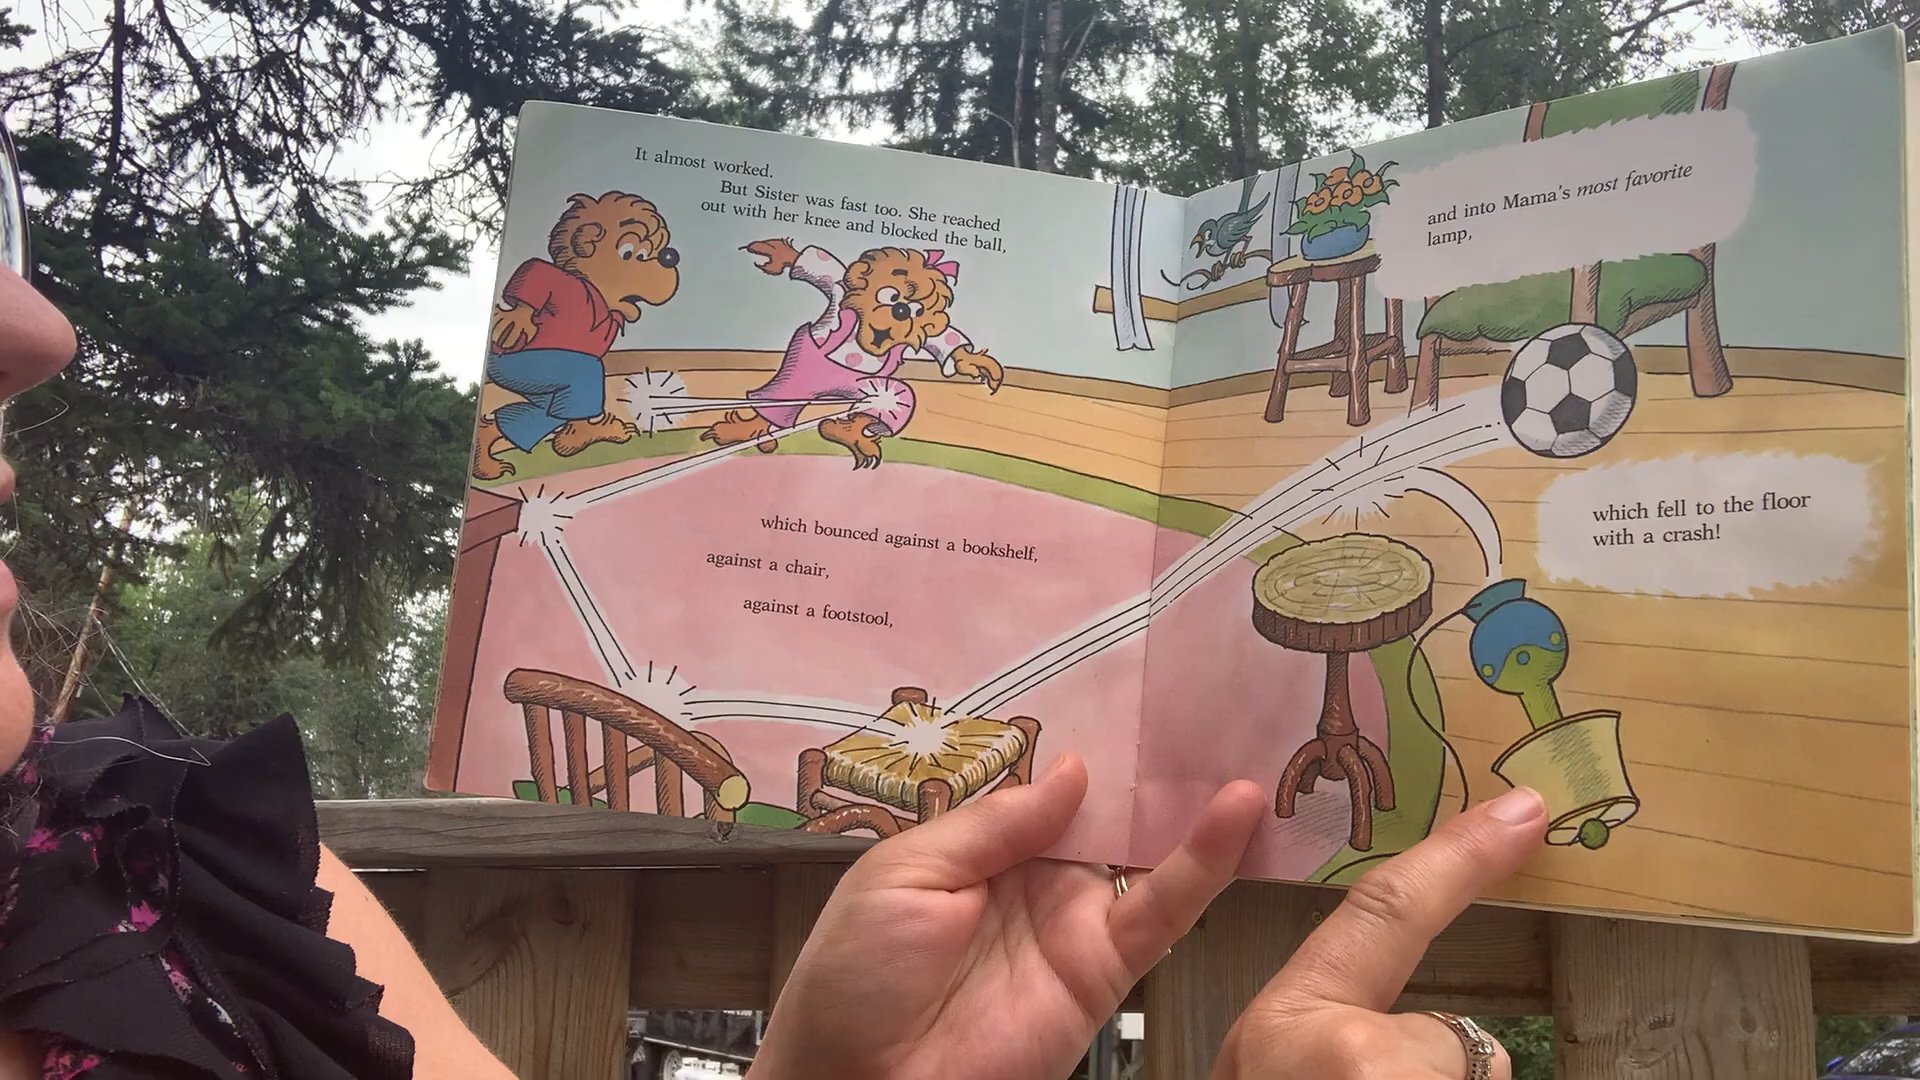 It almost worked.
But Sister was fast too. She reached
out with her knee and blocked the ball,
which bounced against a bookshelf,
against a chair,
against a footstool,
and into Mama's most favorite
lamp,
which fell to the floor
with a crash!